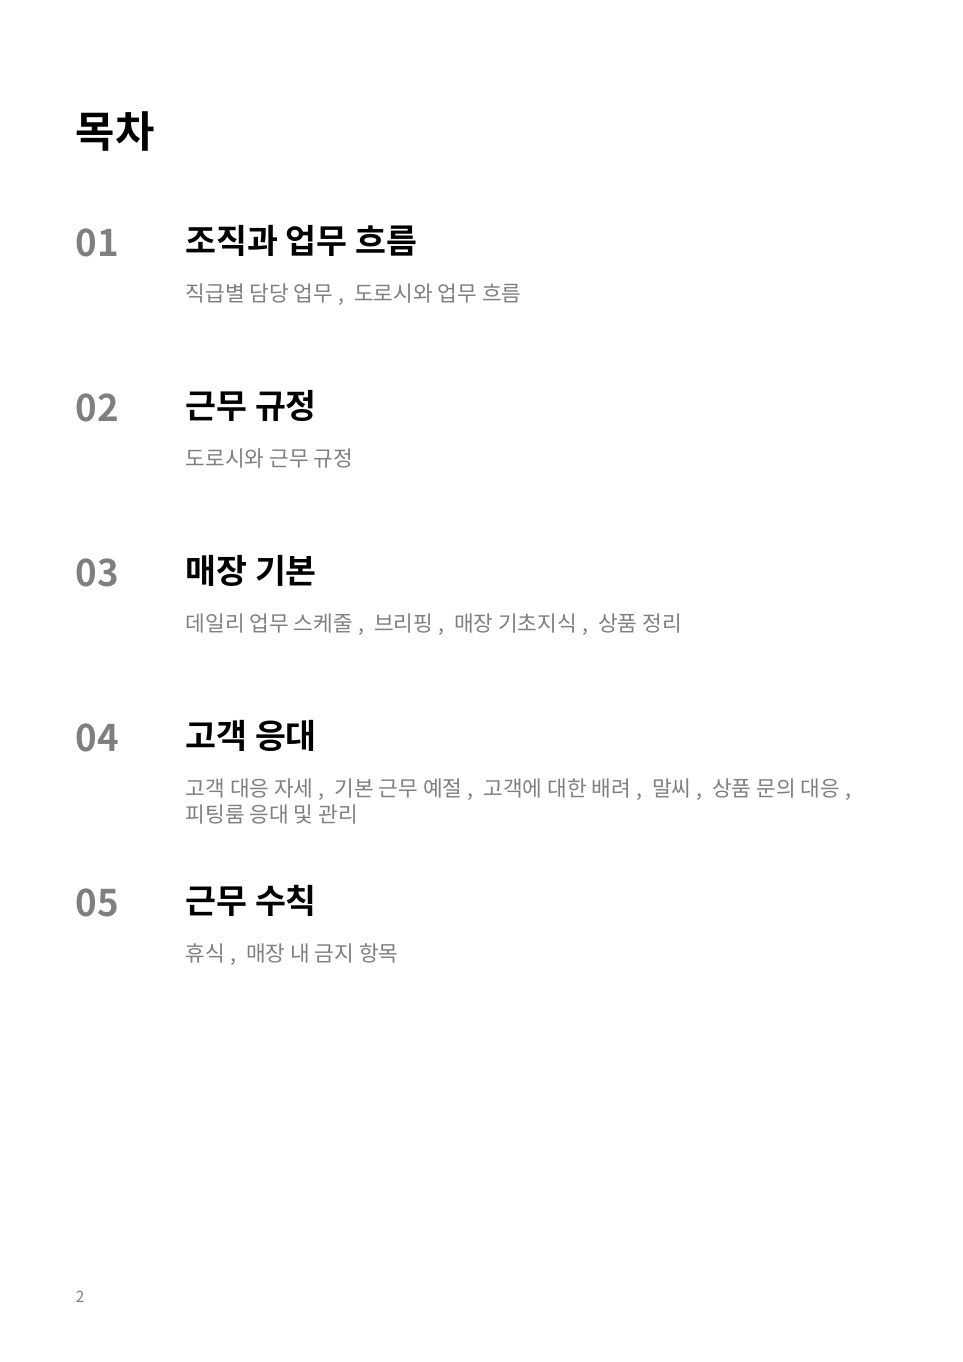 목차
01 조직과 업무 흐름
직급별 담당 업무 , 도로시와 업무 흐름
02 근무 규정
도로시와 근무 규정
03 매장 기본
데일리 업무 스케줄 , 브리핑 , 매장 기초지식 , 상품 정리
04 고객 응대
고객 대응 자세 , 기본 근무 예절 , 고객에 대한 배려 , 말씨 , 상품 문의 대응 ,
피팅룸 응대 및 관리
05 근무 수칙
휴식 , 매장 내 금지 항목
2